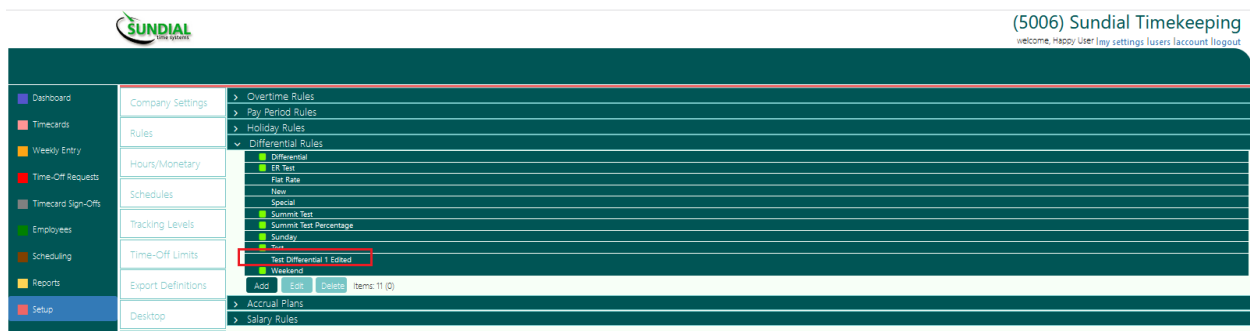 SUNDIAL
time systems
(5006) Sundial Timekeeping
welcome, Happy User |my settings |users |account |logout
Dashboard
Timecards
Weekly Entry
Time-Off Requests
Timecard Sign-Offs
Employees
Scheduling
Reports
Setup
Company Settings
Rules
Hours/Monetary
Schedules
Tracking Levels
Time-Off Limits
Export Definitions
Desktop
> Overtime Rules
> Pay Period Rules
> Holiday Rules
Differential Rules
Differential
ER Test
Flat Rate
New
Special
Summit Test
Summit Test Percentage
Sunday
Test
Test Differential 1 Edited
Weekend
Add Edit Delete Items: 11 (0)
> Accrual Plans
> Salary Rules